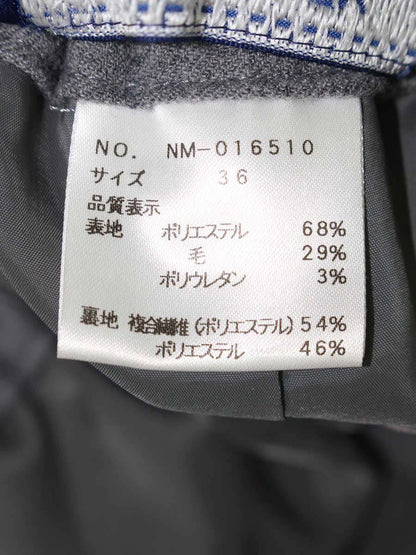 NO. NM-016510
サイズ 36
品質表示
表地 ポリエステル 68%
毛 29%
ポリウレタン 3%
裏地 複合繊維(ポリエステル) 54%
ポリエステル 46%